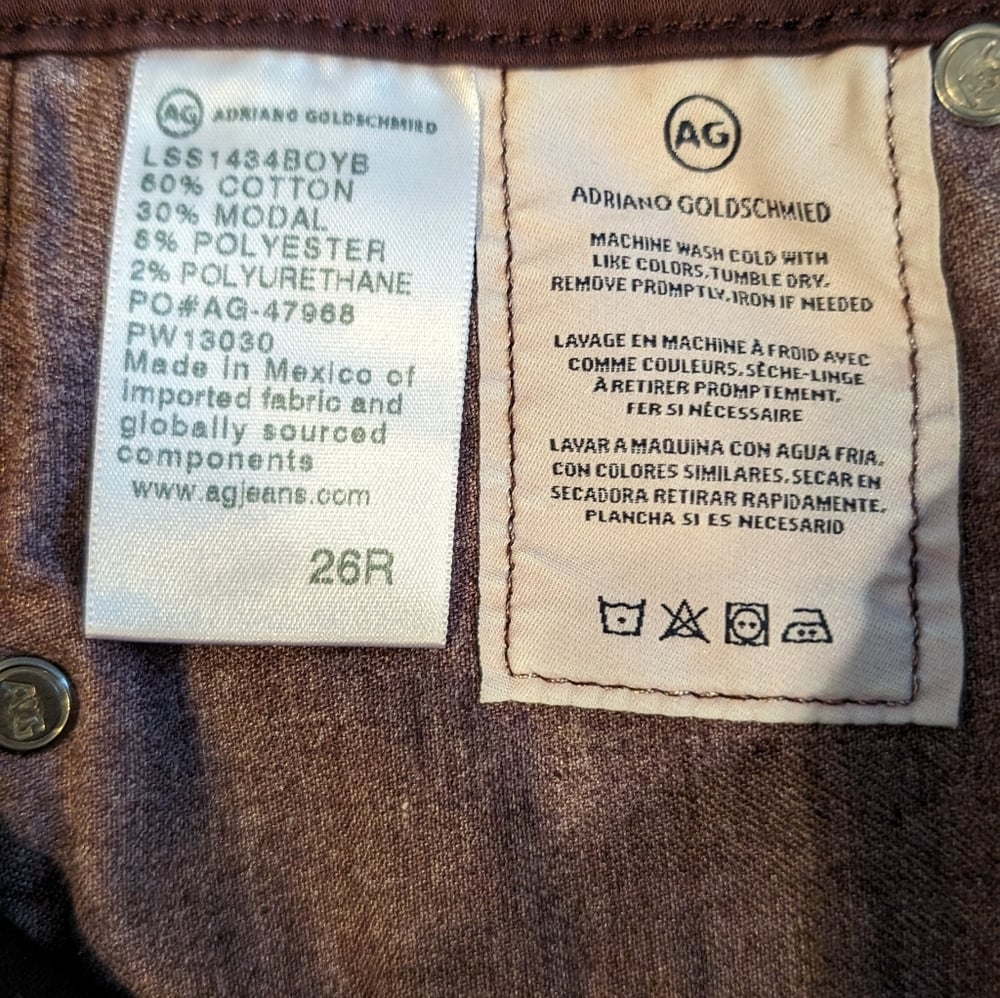 AG ADRIANO GOLDSCHMIED
LSS1434BOYB
60% COTTON
30% MODAL
8% POLYESTER
2% POLYURETHANE
PO#AG-47968
PW13030
Made in Mexico of
imported fabric and
globally sourced
components
www.agjeans.com
26R
AG
ADRIANO GOLDSCHMIED
MACHINE WASH COLD WITH
LIKE COLORS.TUMBLE DRY.
REMOVE PROMPTLY.IRON IF NEEDED
LAVAGE EN MACHINE À FROID AVEC
COMME COULEURS.SÈCHE-LINGE
À RETIRER PROMPTEMENT.
FER SI NÉCESSAIRE
LAVAR A MAQUINA CON AGUA FRIA.
CON COLORES SIMILARES.SECAR EN
SECADORA RETIRAR RAPIDAMENTE.
PLANCHA SI ES NECESARIO
AG